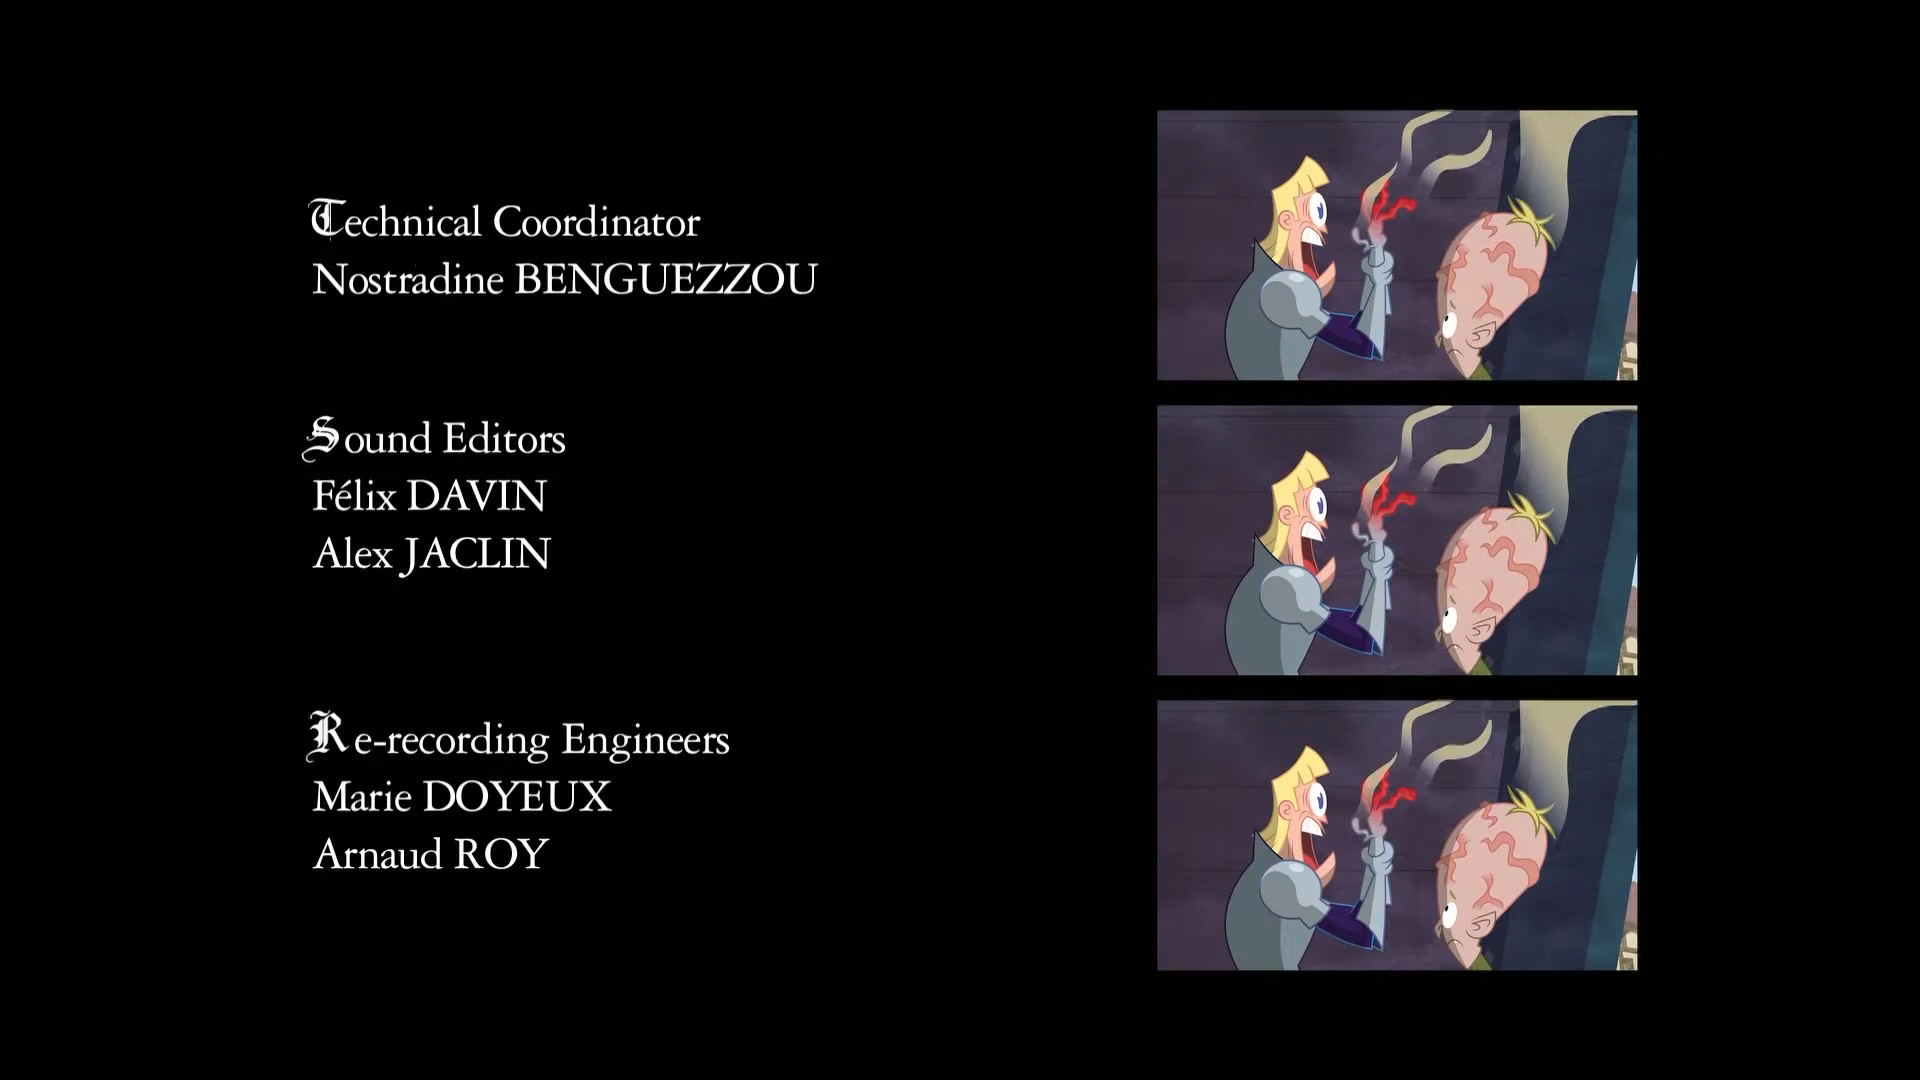 Technical Coordinator
Nostradine BENGUEZZOU
Sound Editors
Félix DAVIN
Alex JACLIN
Re-recording Engineers
Marie DOYEUX
Arnaud ROY